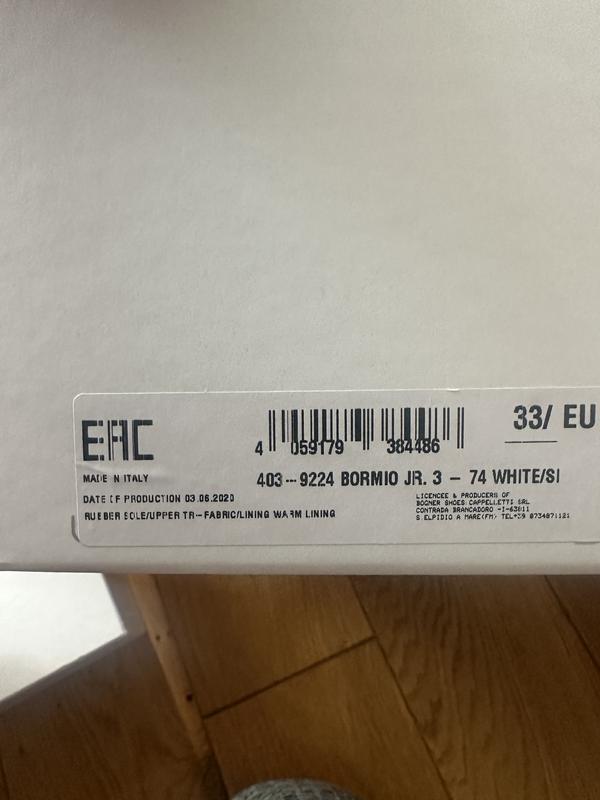 EAC
4 059179 384486
33/ EU
MADE IN ITALY
403--9224 BORMIO JR. 3 - 74 WHITE/SI
DATE OF PRODUCTION 03.06.2020
RUBBER SOLE/UPPER TR--FABRIC/LINING WARM LINING
LICENCEE & PRODUCERS OF
BOGNER SHOES:CAPPELLETTI SRL
CONTRADA BRANCADORO -I-63811
S.ELPIDIO A MARE(FM) TEL+39 0734871121